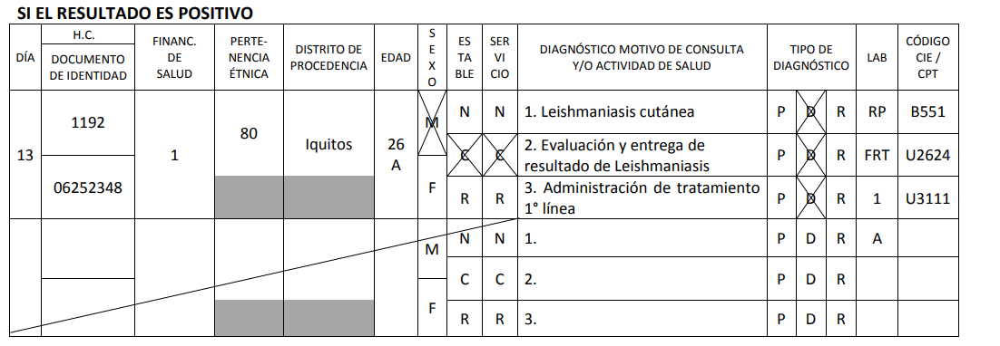 SI EL RESULTADO ES POSITIVO
DÍA
H.C.
DOCUMENTO
DE IDENTIDAD
FINANC.
DE
SALUD
PERTE-
NENCIA
ÉTNICA
DISTRITO DE
PROCEDENCIA
EDAD
S
E
X
O
ES
TA
BLE
SER
VI
CIO
DIAGNÓSTICO MOTIVO DE CONSULTA
Y/O ACTIVIDAD DE SALUD
TIPO DE
DIAGNÓSTICO
LAB
CÓDIGO
CIE /
CPT
13
1192
06252348
1
80
Iquitos
26
A
M
F
N N 1. Leishmaniasis cutánea P D R RP B551
C C 2. Evaluación y entrega de
resultado de Leishmaniasis P D R FRT U2624
R R 3. Administración de tratamiento
1° línea P D R 1 U3111
M
F
N N 1. P D R A
C C 2. P D R
R R 3. P D R